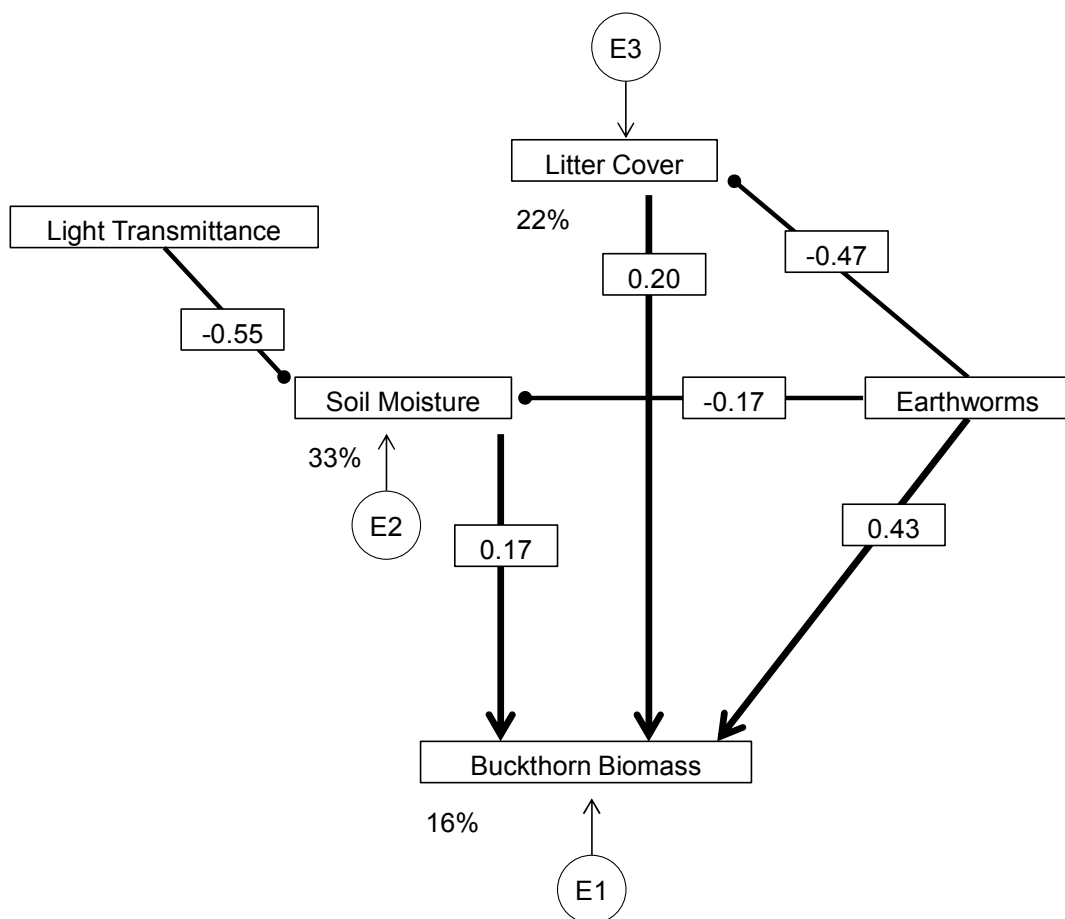 E3
Litter Cover
22%
Light Transmittance
-0.47
0.20
-0.55
Soil Moisture
-0.17
Earthworms
33%
E2
0.17
0.43
Buckthorn Biomass
16%
E1